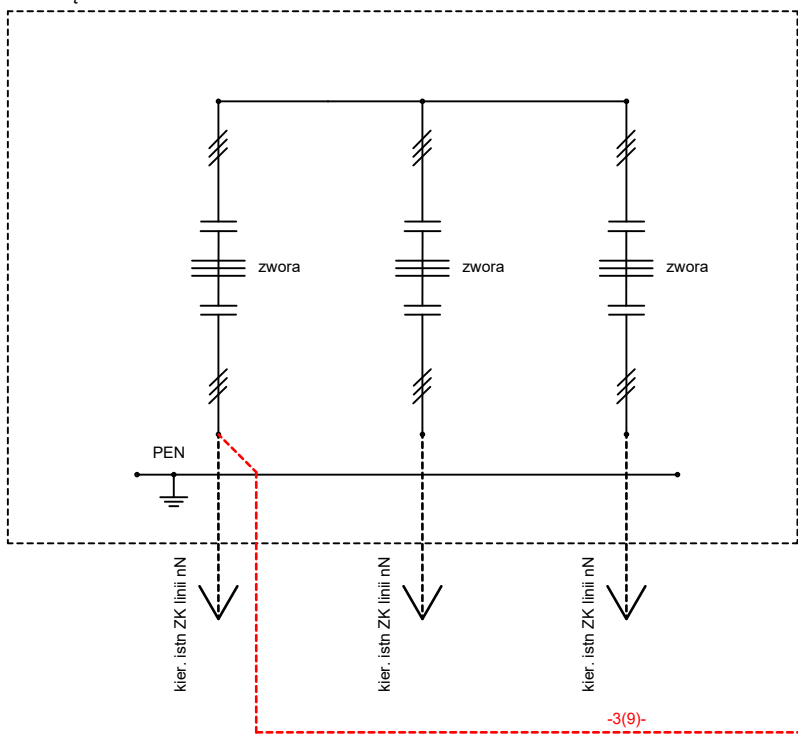 zwora
zwora
zwora
PEN
kier. istn ZK linii nN
kier. istn ZK linii nN
kier. istn ZK linii nN
-3(9)-